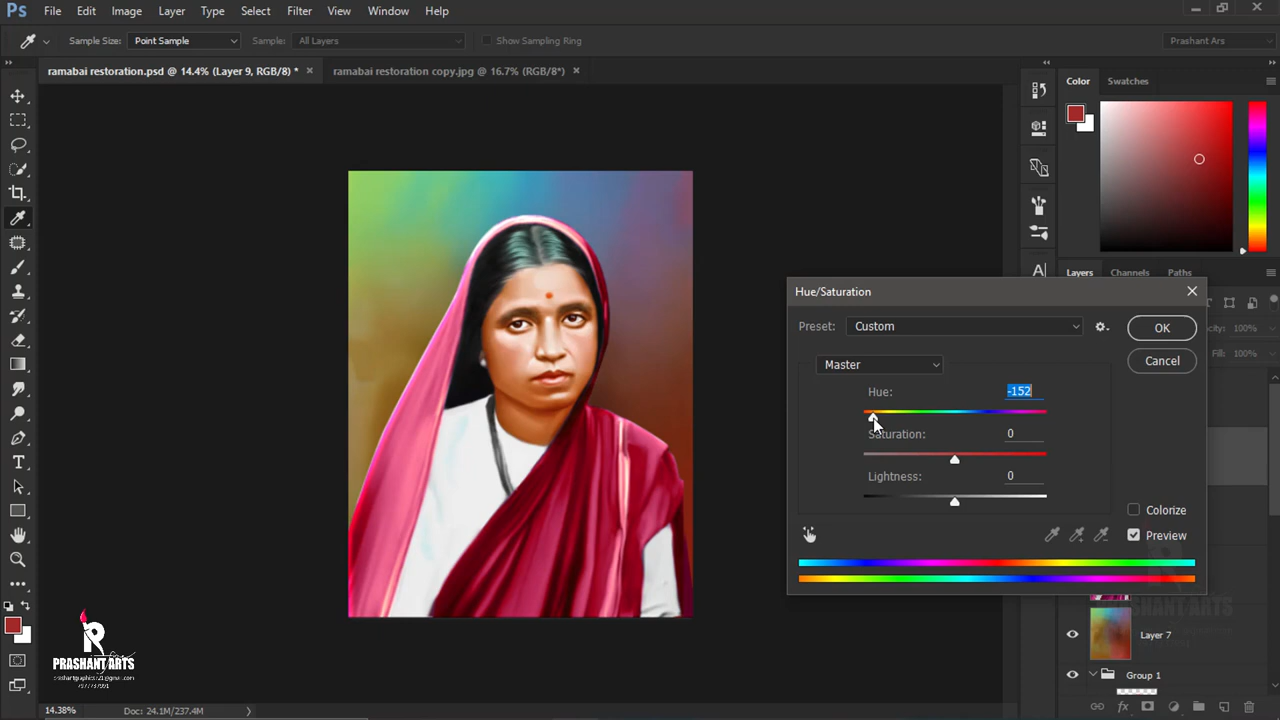 Ps File Edit Image Layer Type Select Filter View Window Help
Sample Size: Point Sample Sample: All Layers Show Sampling Ring Prashant Ars
ramabai restoration.psd @ 14.4% (Layer 9, RGB/8) * × ramabai restoration copy.jpg @ 16.7% (RGB/8*) ×
Color Swatches
Layers Channels Paths
Hue/Saturation
Preset: Custom
OK
Master
Cancel
Hue: -152
Saturation: 0
Lightness: 0
Colorize
Preview
Opacity: 100%
Fill: 100%
PRASHANT ARTS
Layer 7
Group 1
PRASHANT ARTS
7977787991
14.38% Doc: 24.1M/237.4M